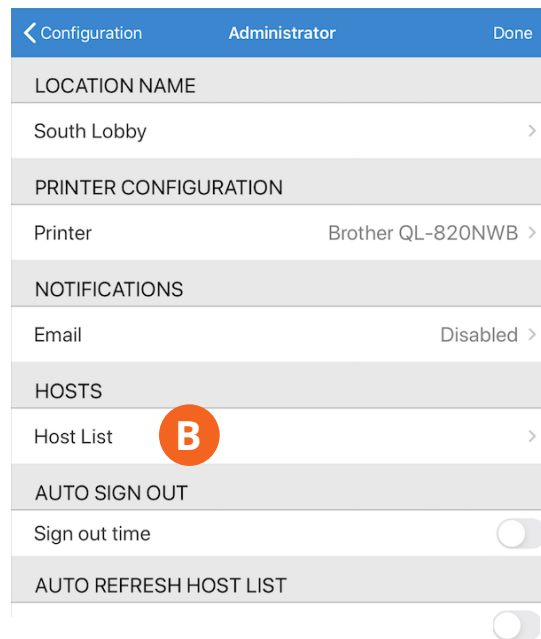 Configuration Administrator Done
LOCATION NAME
South Lobby
PRINTER CONFIGURATION
Printer Brother QL-820NWB
NOTIFICATIONS
Email Disabled
HOSTS
Host List B
AUTO SIGN OUT
Sign out time
AUTO REFRESH HOST LIST